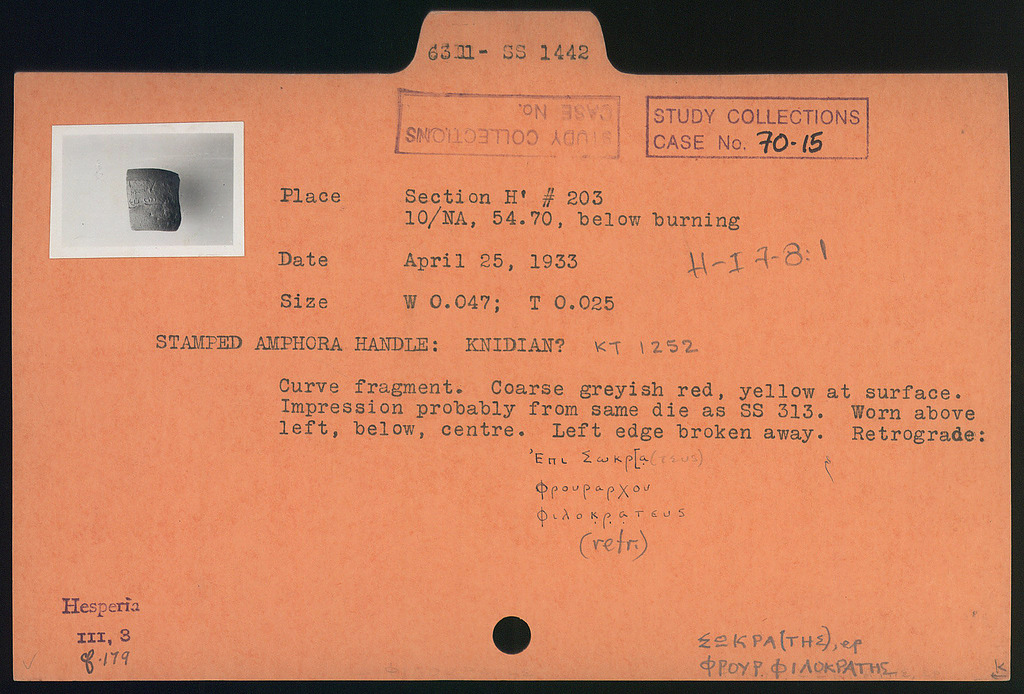 6311- SS 1442
STUDY COLLECTIONS
CASE No.
STUDY COLLECTIONS
CASE No. 70-15
Place Section H' # 203
10/NA, 54.70, below burning
Date April 25, 1933
H-I 7-8:1
Size W 0.047; T 0.025
STAMPED AMPHORA HANDLE: KNIDIAN? KT 1252
Curve fragment. Coarse greyish red, yellow at surface.
Impression probably from same die as SS 313. Worn above
left, below, centre. Left edge broken away. Retrograde:
Ἐπι Σωκρ[α(τευς)
Φρουραρχου
Φιλοκρ̣ατευς
(retr.)
Hesperia
III, 3
φ.179
ΣΩΚΡΑ(ΤΗΣ), ερ
ΦΡΟΥΡ. ΦΙΛΟΚΡΑΤΗΣ
K